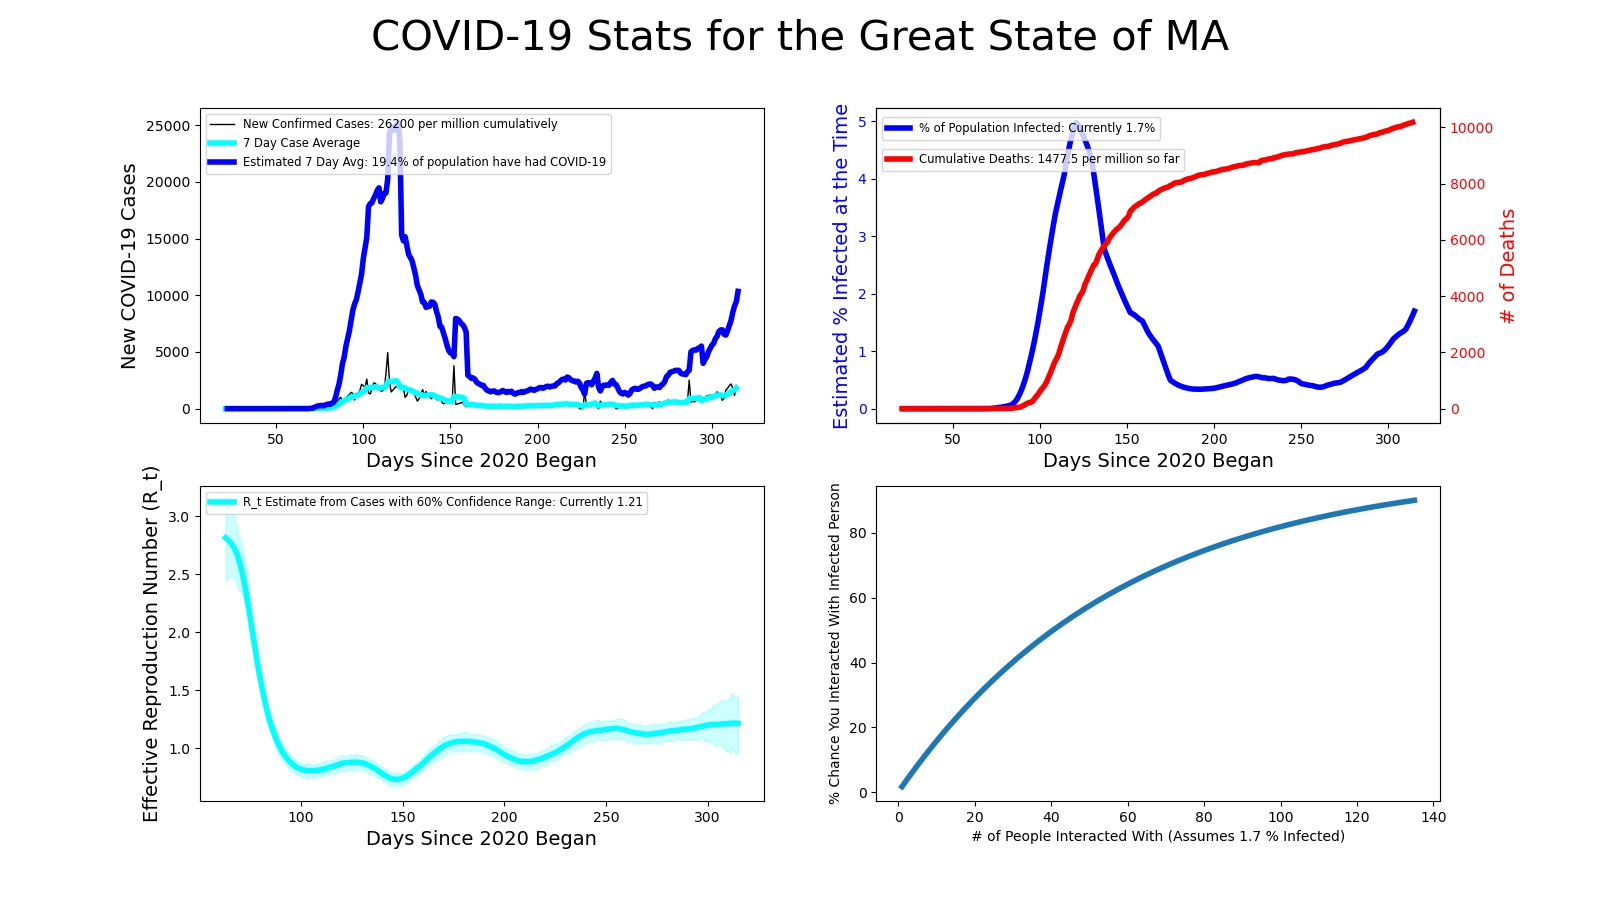 COVID-19 Stats for the Great State of MA
New COVID-19 Cases
25000
20000
15000
10000
5000
0
New Confirmed Cases: 26200 per million cumulatively
7 Day Case Average
Estimated 7 Day Avg: 19.4% of population have had COVID-19
50 100 150 200 250 300
Days Since 2020 Began
Estimated % Infected at the Time
5
4
3
2
1
0
% of Population Infected: Currently 1.7%
Cumulative Deaths: 1477.5 per million so far
10000
8000
6000
4000
2000
0
# of Deaths
50 100 150 200 250 300
Days Since 2020 Began
Effective Reproduction Number (R_t)
3.0
2.5
2.0
1.5
1.0
R_t Estimate from Cases with 60% Confidence Range: Currently 1.21
100 150 200 250 300
Days Since 2020 Began
% Chance You Interacted With Infected Person
80
60
40
20
0
0 20 40 60 80 100 120 140
# of People Interacted With (Assumes 1.7 % Infected)